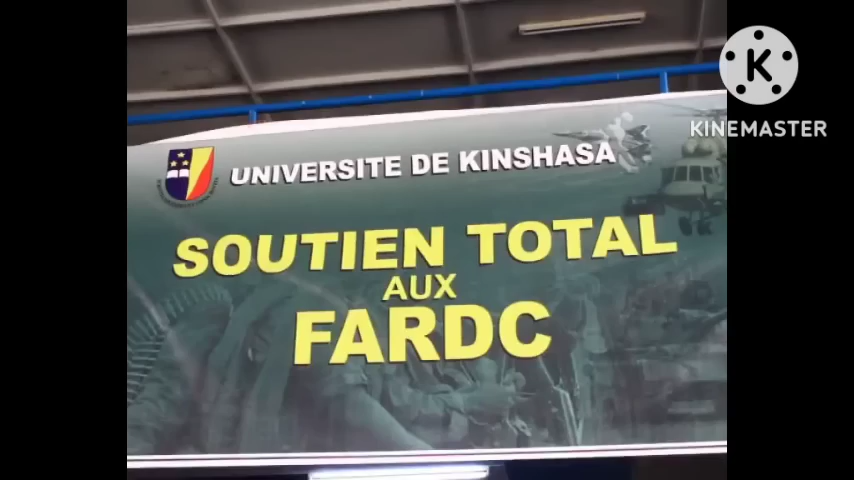 K
KINEMASTER
UNIVERSITE DE KINSHASA
SOUTIEN TOTAL
AUX
FARDC